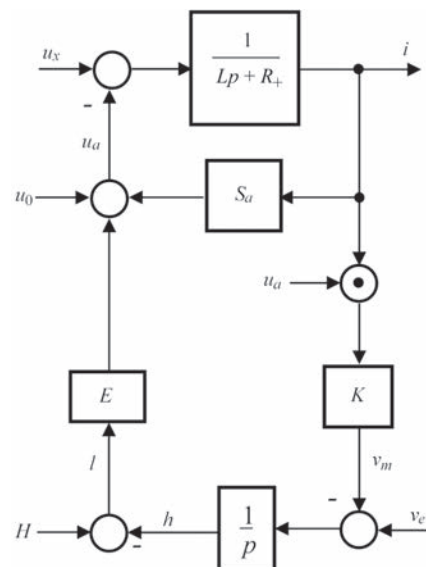 u_x
1
Lp + R_+
i
-
u_a
u_0
S_a
u_a
E
K
l
v_m
-
H
h
-
1
p
v_e